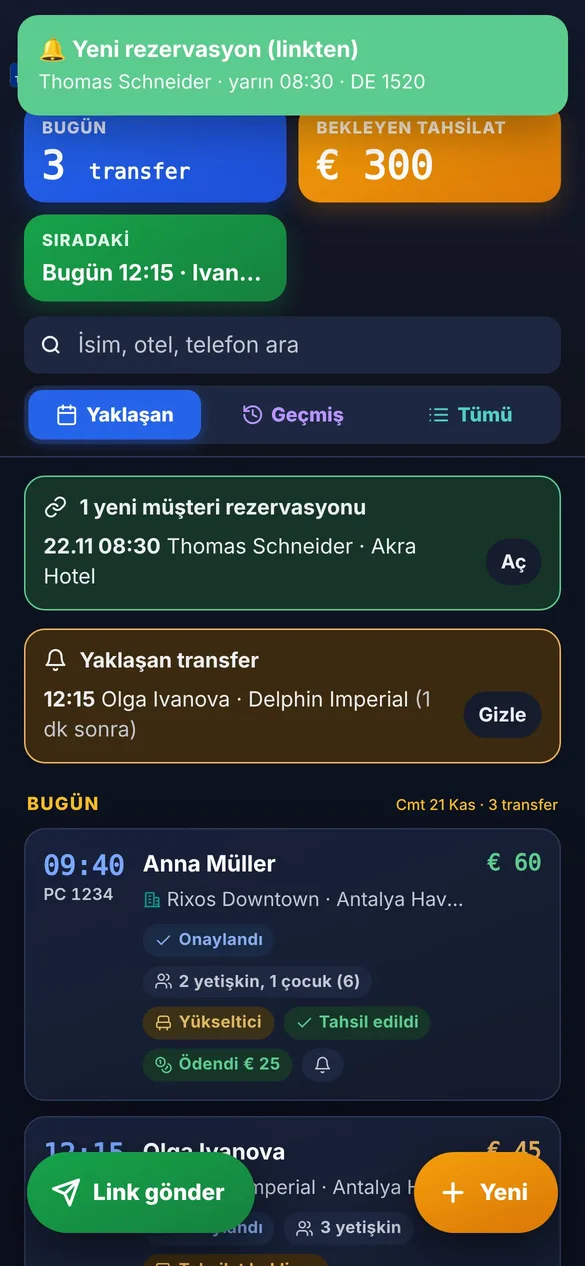 Yeni rezervasyon (linkten)
Thomas Schneider · yarın 08:30 · DE 1520
BUGÜN
3 transfer
BEKLEYEN TAHSİLAT
€ 300
SIRADAKİ
Bugün 12:15 · Ivan...
İsim, otel, telefon ara
Yaklaşan
Geçmiş
Tümü
1 yeni müşteri rezervasyonu
22.11 08:30 Thomas Schneider · Akra
Hotel
Aç
Yaklaşan transfer
12:15 Olga Ivanova · Delphin Imperial (1
dk sonra)
Gizle
BUGÜN
Cmt 21 Kas · 3 transfer
09:40
Anna Müller
€ 60
PC 1234
Rixos Downtown · Antalya Hav...
Onaylandı
2 yetişkin, 1 çocuk (6)
Yükseltici
Tahsil edildi
Ödendi € 25
12:15
Olga Ivanova
€ 45
Link gönder
Antalya
Yeni
3 yetişkin